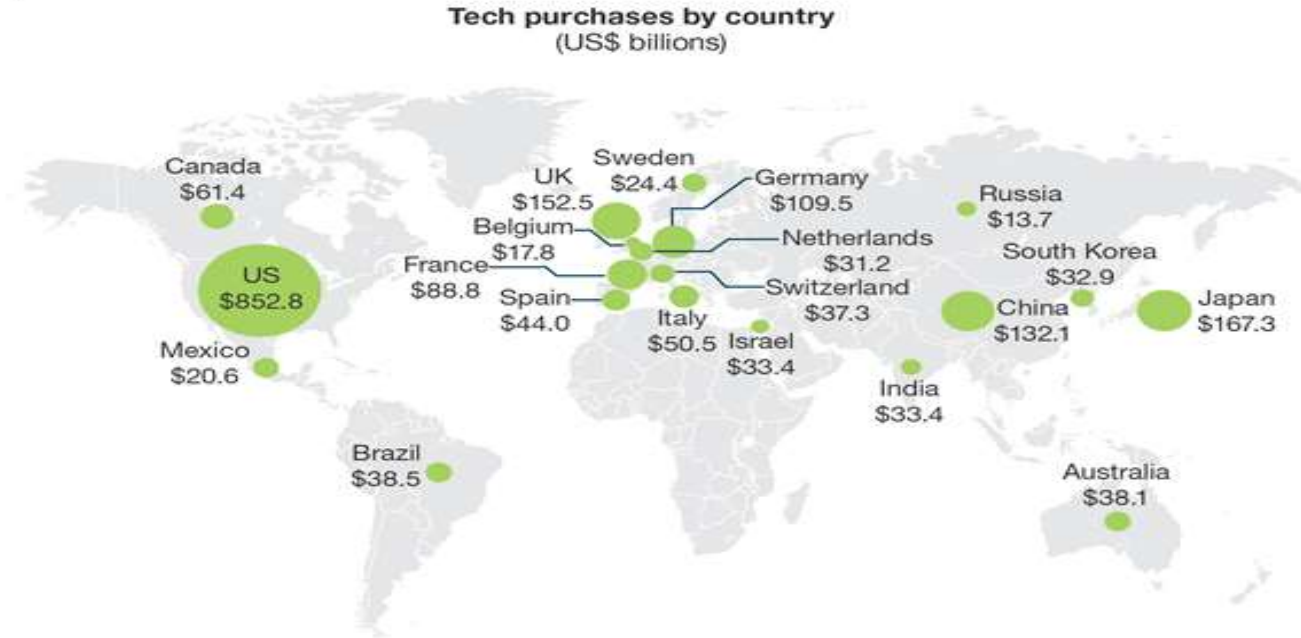 Tech purchases by country
(US$ billions)
Canada
$61.4
US
$852.8
Mexico
$20.6
Brazil
$38.5
UK
$152.5
Sweden
$24.4
Germany
$109.5
Belgium
$17.8
Netherlands
$31.2
France
$88.8
Switzerland
$37.3
Spain
$44.0
Italy
$50.5
Israel
$33.4
Russia
$13.7
South Korea
$32.9
China
$132.1
Japan
$167.3
India
$33.4
Australia
$38.1